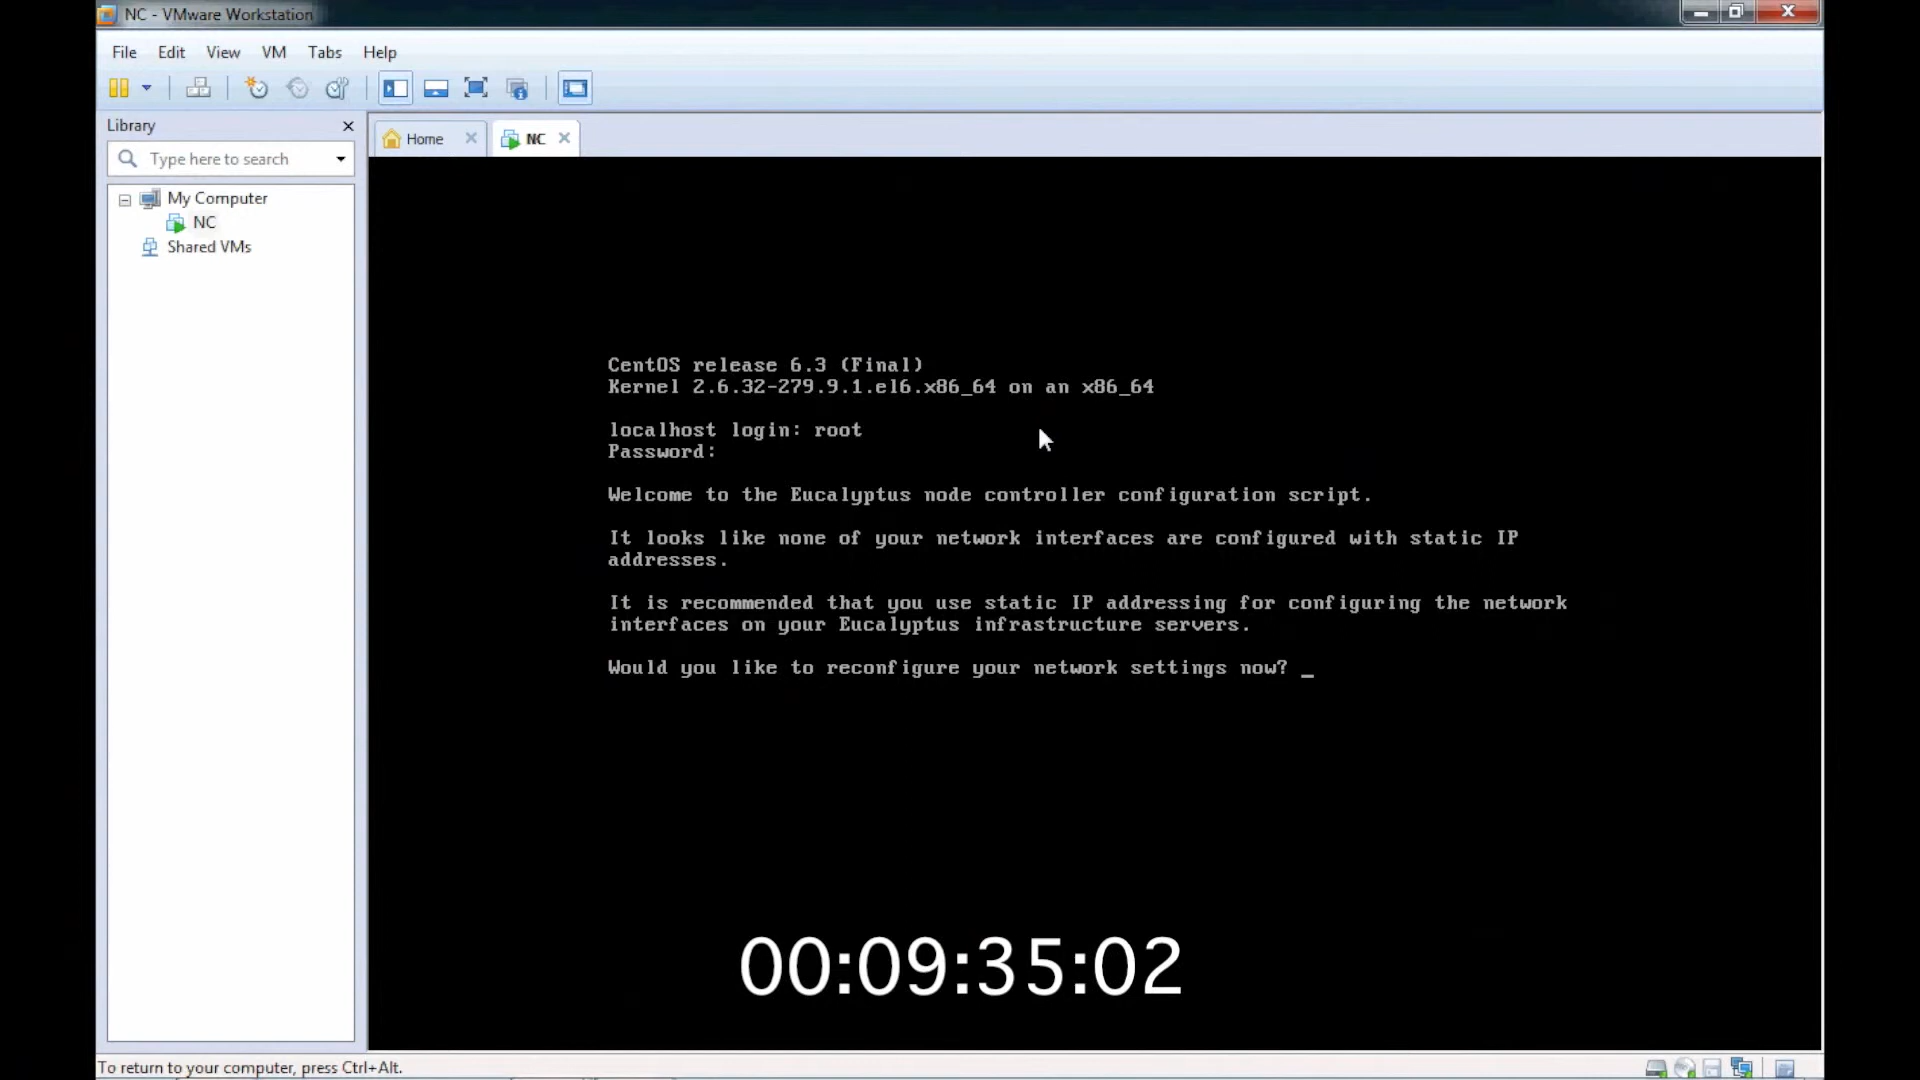 NC - VMware Workstation
File Edit View VM Tabs Help
Library
Home
NC
Type here to search
My Computer
NC
Shared VMs
CentOS release 6.3 (Final)
Kernel 2.6.32-279.9.1.el6.x86_64 on an x86_64
localhost login: root
Password:
Welcome to the Eucalyptus node controller configuration script.
It looks like none of your network interfaces are configured with static IP
addresses.
It is recommended that you use static IP addressing for configuring the network
interfaces on your Eucalyptus infrastructure servers.
Would you like to reconfigure your network settings now? _
00:09:35:02
To return to your computer, press Ctrl+Alt.